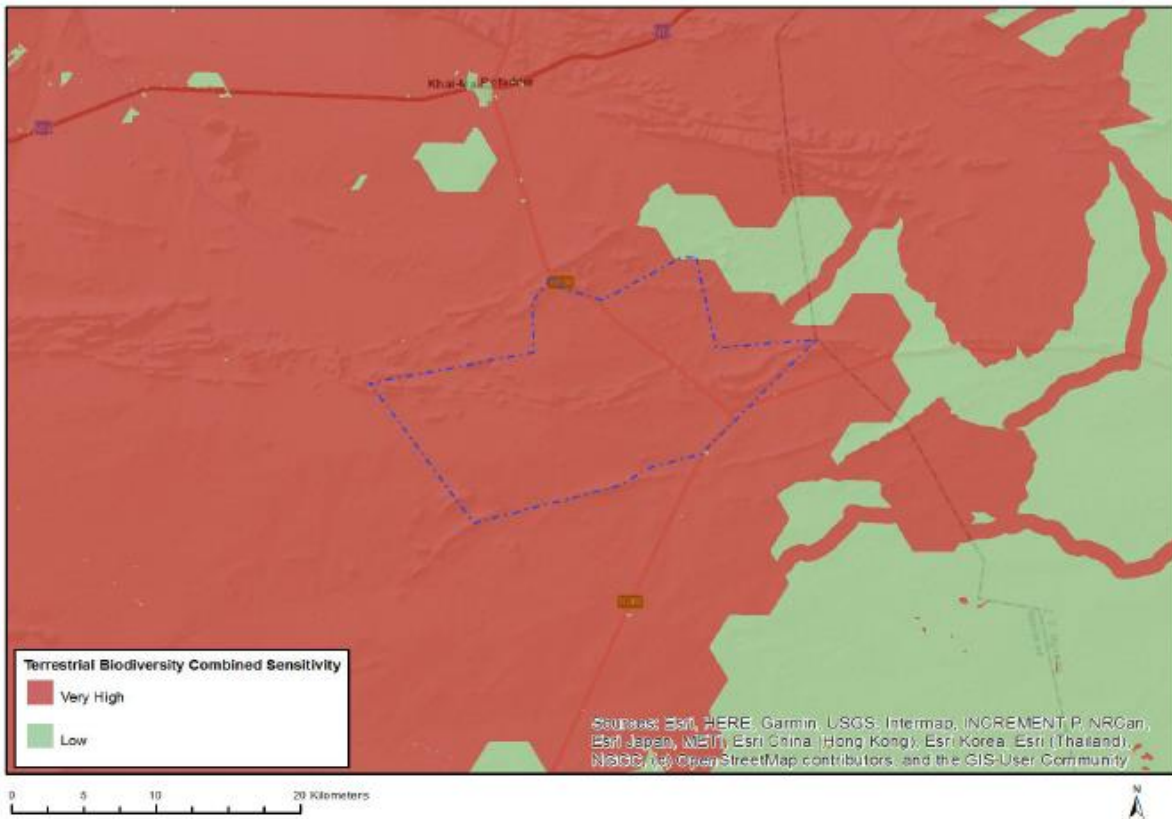 Terrestrial Biodiversity Combined Sensitivity
Very High
Low
Sources: Esri, HERE, Garmin, USGS, Intermap, INCREMENT P, NRCan,
Esri Japan, METI, Esri China (Hong Kong), Esri Korea, Esri (Thailand),
NGCC, (c) OpenStreetMap contributors, and the GIS User Community
0 5 10 20 Kilometers
N